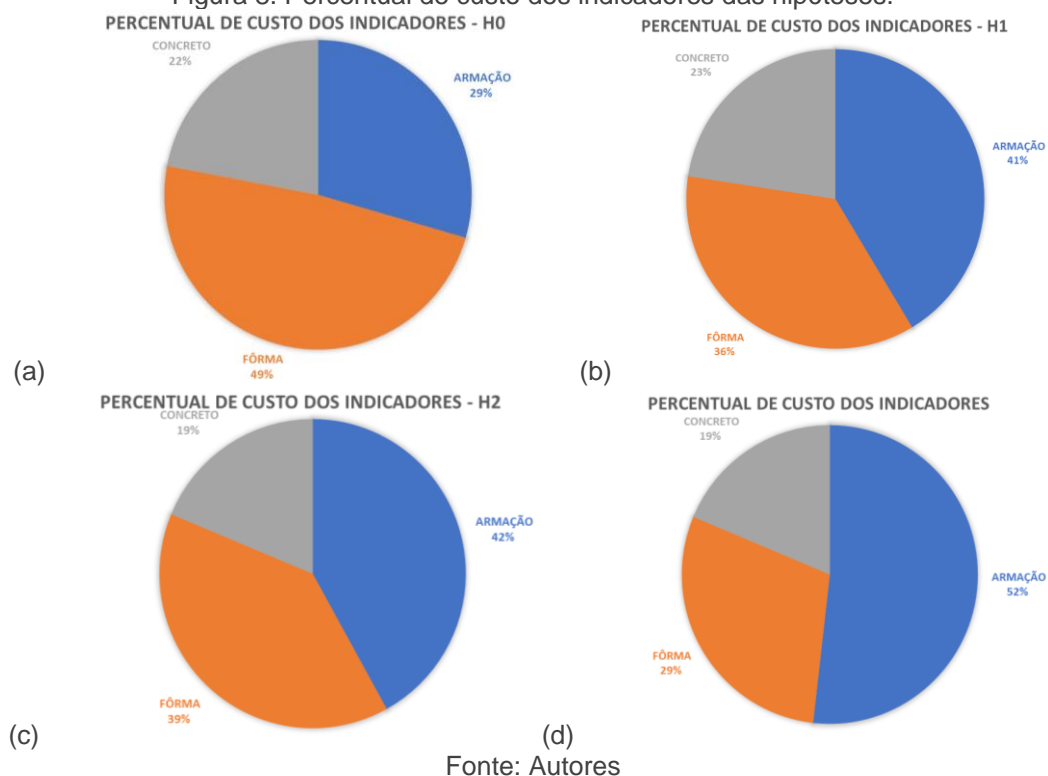 Percentual de custo dos indicadores das hipóteses.
PERCENTUAL DE CUSTO DOS INDICADORES - H0
CONCRETO
22%
ARMAÇÃO
29%
FÔRMA
49%
(a)
PERCENTUAL DE CUSTO DOS INDICADORES - H1
CONCRETO
23%
ARMAÇÃO
41%
FÔRMA
36%
(b)
PERCENTUAL DE CUSTO DOS INDICADORES - H2
CONCRETO
19%
ARMAÇÃO
42%
FÔRMA
39%
(c)
PERCENTUAL DE CUSTO DOS INDICADORES
CONCRETO
19%
ARMAÇÃO
52%
FÔRMA
29%
(d)
Fonte: Autores